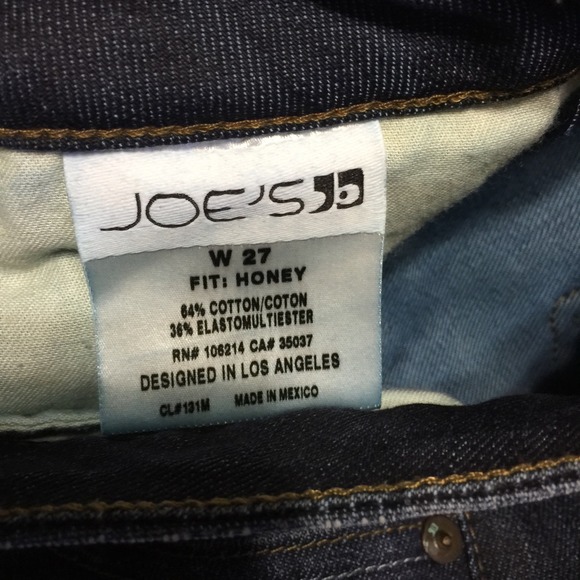 JOE'S
W 27
FIT: HONEY
64% COTTON/COTON
36% ELASTOMULTIESTER
RN# 106214 CA# 35037
DESIGNED IN LOS ANGELES
CL#131M MADE IN MEXICO